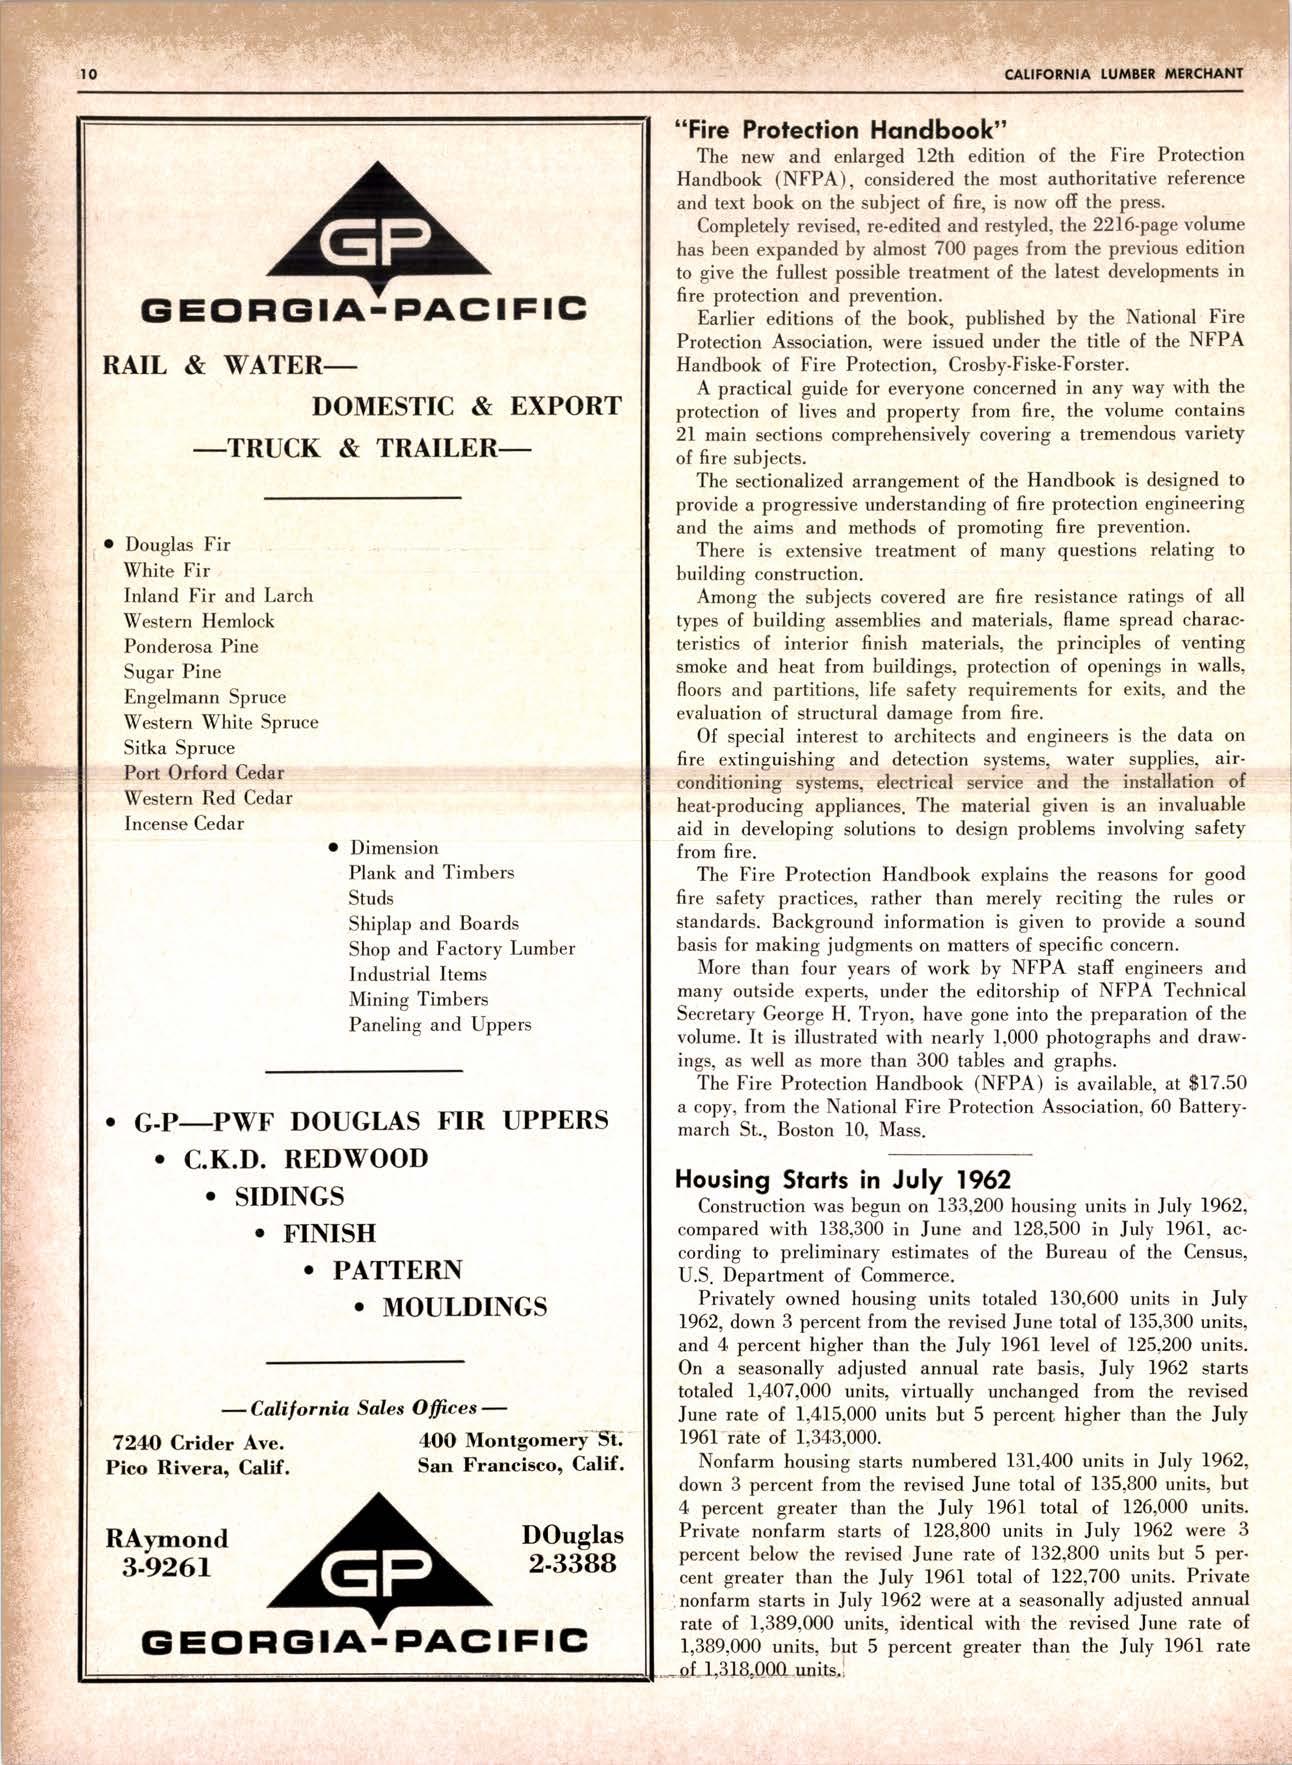 10
CALIFORNIA LUMBER MERCHANT
GP
GEORGIA-PACIFIC
RAIL & WATER—
DOMESTIC & EXPORT
—TRUCK & TRAILER—
• Douglas Fir
White Fir
Inland Fir and Larch
Western Hemlock
Ponderosa Pine
Sugar Pine
Engelmann Spruce
Western White Spruce
Sitka Spruce
Port Orford Cedar
Western Red Cedar
Incense Cedar
• Dimension
Plank and Timbers
Studs
Shiplap and Boards
Shop and Factory Lumber
Industrial Items
Mining Timbers
Paneling and Uppers
• G-P—PWF DOUGLAS FIR UPPERS
• C.K.D. REDWOOD
• SIDINGS
• FINISH
• PATTERN
• MOULDINGS
— California Sales Offices —
7240 Crider Ave.
Pico Rivera, Calif.
400 Montgomery St.
San Francisco, Calif.
RAymond
3-9261
DOuglas
2-3388
GP
GEORGIA-PACIFIC
“Fire Protection Handbook”
The new and enlarged 12th edition of the Fire Protection
Handbook (NFPA), considered the most authoritative reference
and text book on the subject of fire, is now off the press.
Completely revised, re-edited and restyled, the 2216-page volume
has been expanded by almost 700 pages from the previous edition
to give the fullest possible treatment of the latest developments in
fire protection and prevention.
Earlier editions of the book, published by the National Fire
Protection Association, were issued under the title of the NFPA
Handbook of Fire Protection, Crosby-Fiske-Forster.
A practical guide for everyone concerned in any way with the
protection of lives and property from fire, the volume contains
21 main sections comprehensively covering a tremendous variety
of fire subjects.
The sectionalized arrangement of the Handbook is designed to
provide a progressive understanding of fire protection engineering
and the aims and methods of promoting fire prevention.
There is extensive treatment of many questions relating to
building construction.
Among the subjects covered are fire resistance ratings of all
types of building assemblies and materials, flame spread charac-
teristics of interior finish materials, the principles of venting
smoke and heat from buildings, protection of openings in walls,
floors and partitions, life safety requirements for exits, and the
evaluation of structural damage from fire.
Of special interest to architects and engineers is the data on
fire extinguishing and detection systems, water supplies, air-
conditioning systems, electrical service and the installation of
heat-producing appliances. The material given is an invaluable
aid in developing solutions to design problems involving safety
from fire.
The Fire Protection Handbook explains the reasons for good
fire safety practices, rather than merely reciting the rules or
standards. Background information is given to provide a sound
basis for making judgments on matters of specific concern.
More than four years of work by NFPA staff engineers and
many outside experts, under the editorship of NFPA Technical
Secretary George H. Tryon, have gone into the preparation of the
volume. It is illustrated with nearly 1,000 photographs and draw-
ings, as well as more than 300 tables and graphs.
The Fire Protection Handbook (NFPA) is available, at $17.50
a copy, from the National Fire Protection Association, 60 Battery-
march St., Boston 10, Mass.
Housing Starts in July 1962
Construction was begun on 133,200 housing units in July 1962,
compared with 138,300 in June and 128,500 in July 1961, ac-
cording to preliminary estimates of the Bureau of the Census,
U.S. Department of Commerce.
Privately owned housing units totaled 130,600 units in July
1962, down 3 percent from the revised June total of 135,300 units,
and 4 percent higher than the July 1961 level of 125,200 units.
On a seasonally adjusted annual rate basis, July 1962 starts
totaled 1,407,000 units, virtually unchanged from the revised
June rate of 1,415,000 units but 5 percent higher than the July
1961 rate of 1,343,000.
Nonfarm housing starts numbered 131,400 units in July 1962,
down 3 percent from the revised June total of 135,800 units, but
4 percent greater than the July 1961 total of 126,000 units.
Private nonfarm starts of 128,800 units in July 1962 were 3
percent below the revised June rate of 132,800 units but 5 per-
cent greater than the July 1961 total of 122,700 units. Private
nonfarm starts in July 1962 were at a seasonally adjusted annual
rate of 1,389,000 units, identical with the revised June rate of
1,389,000 units, but 5 percent greater than the July 1961 rate
of 1,318,000 units.